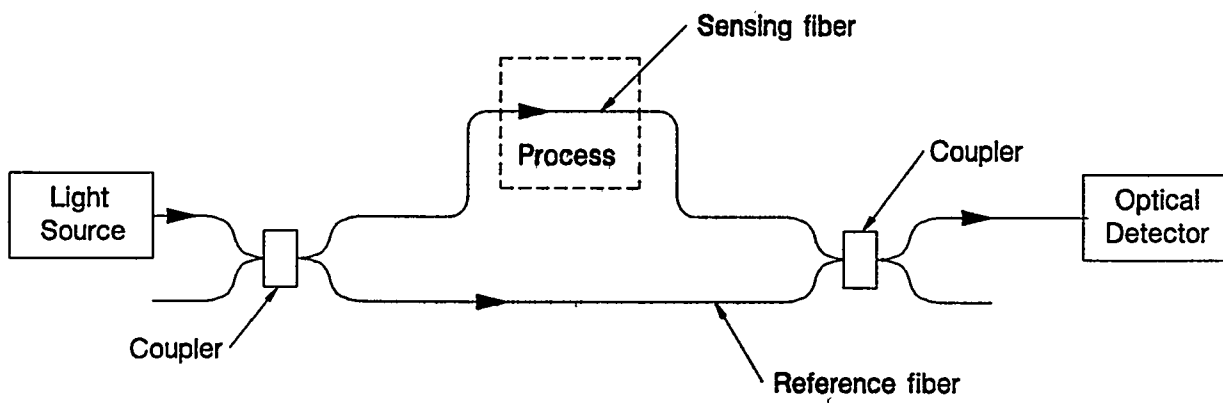 Sensing fiber
Process
Coupler
Light
Source
Optical
Detector
Coupler
Reference fiber